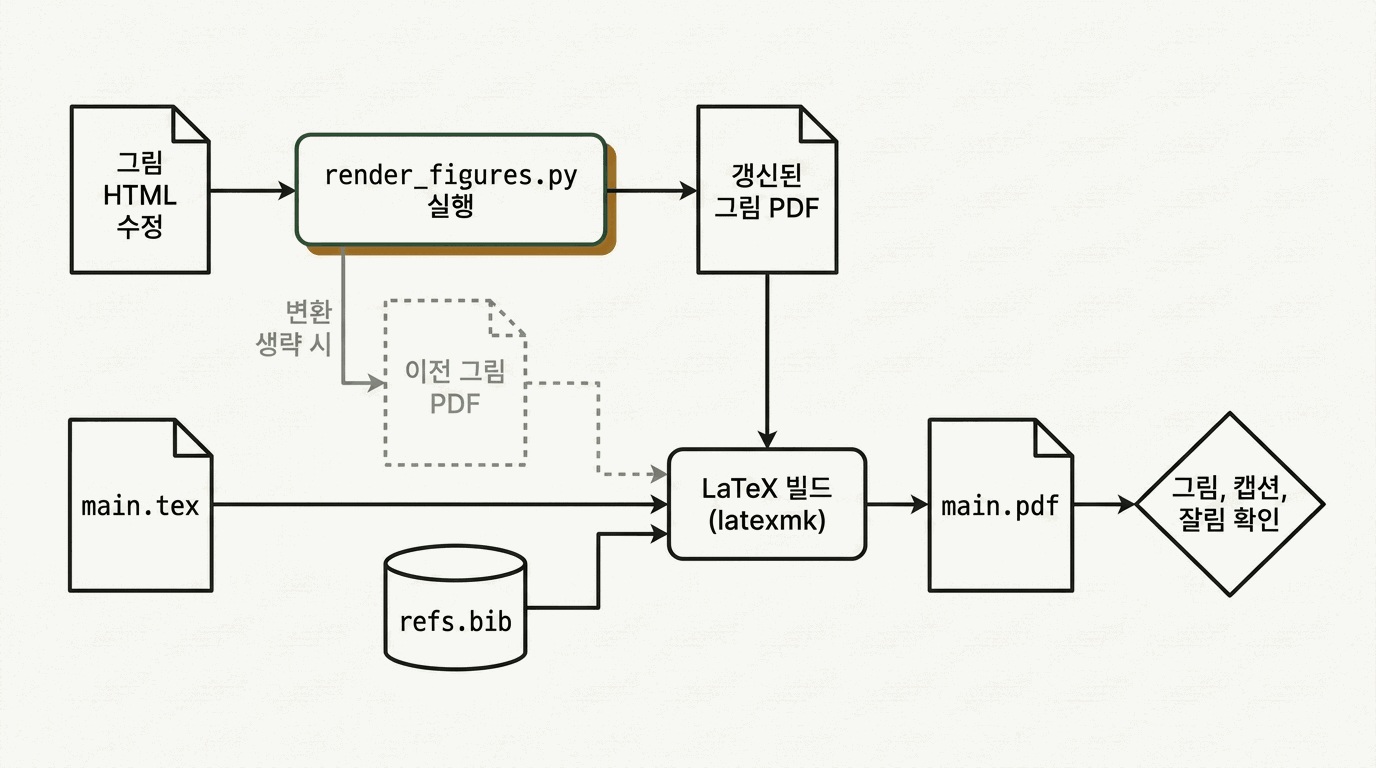 그림
HTML
수정
render_figures.py
실행
갱신된
그림 PDF
변환
생략 시
이전 그림
PDF
main.tex
refs.bib
LaTeX 빌드
(latexmk)
main.pdf
그림, 캡션,
잘림 확인